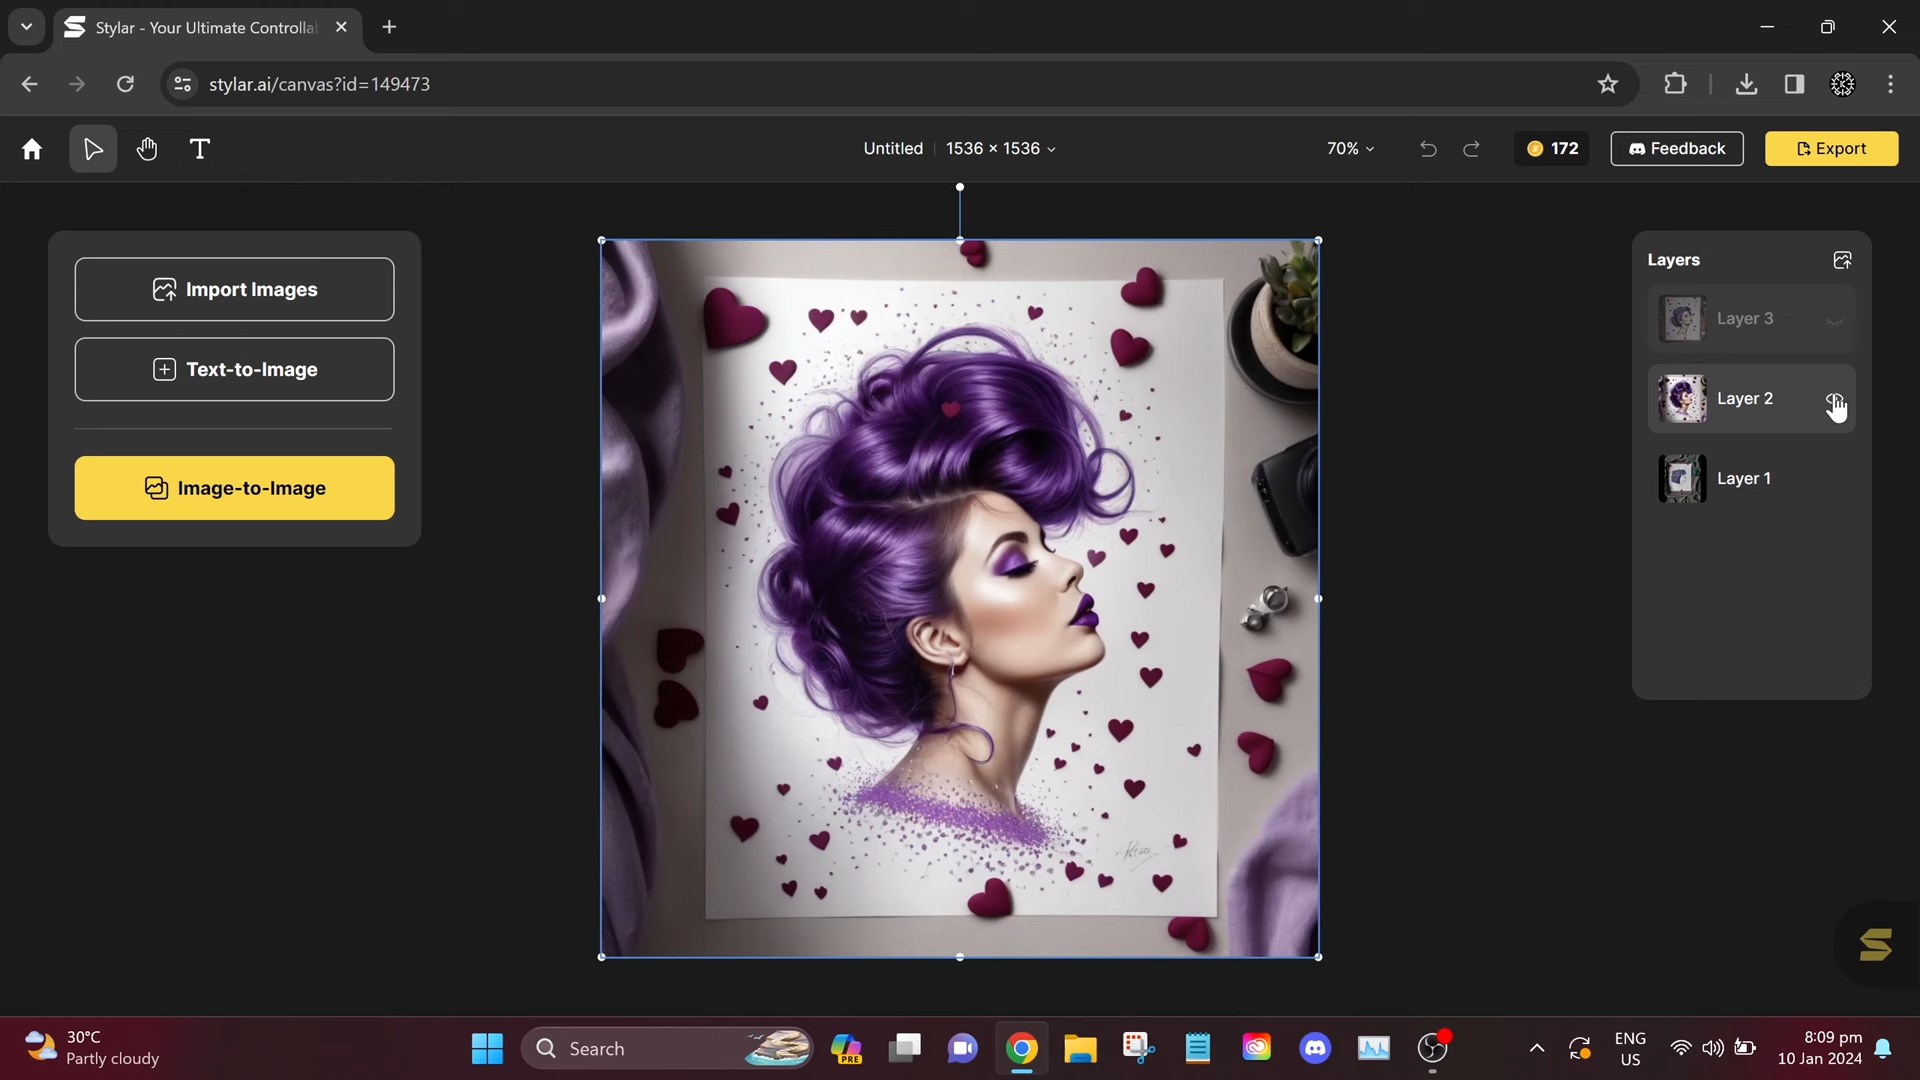 Stylar - Your Ultimate Controlla
stylar.ai/canvas?id=149473
Untitled 1536 × 1536
70%
172
Feedback
Export
Import Images
Text-to-Image
Image-to-Image
Layers
Layer 3
Layer 2
Layer 1
30°C
Partly cloudy
Search
PRE
ENG
US
8:09 pm
10 Jan 2024